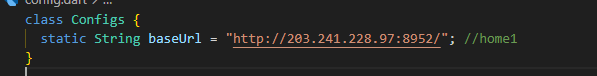 config.dart > ...
class Configs {
static String baseUrl = "http://203.241.228.97:8952/"; //home1
}